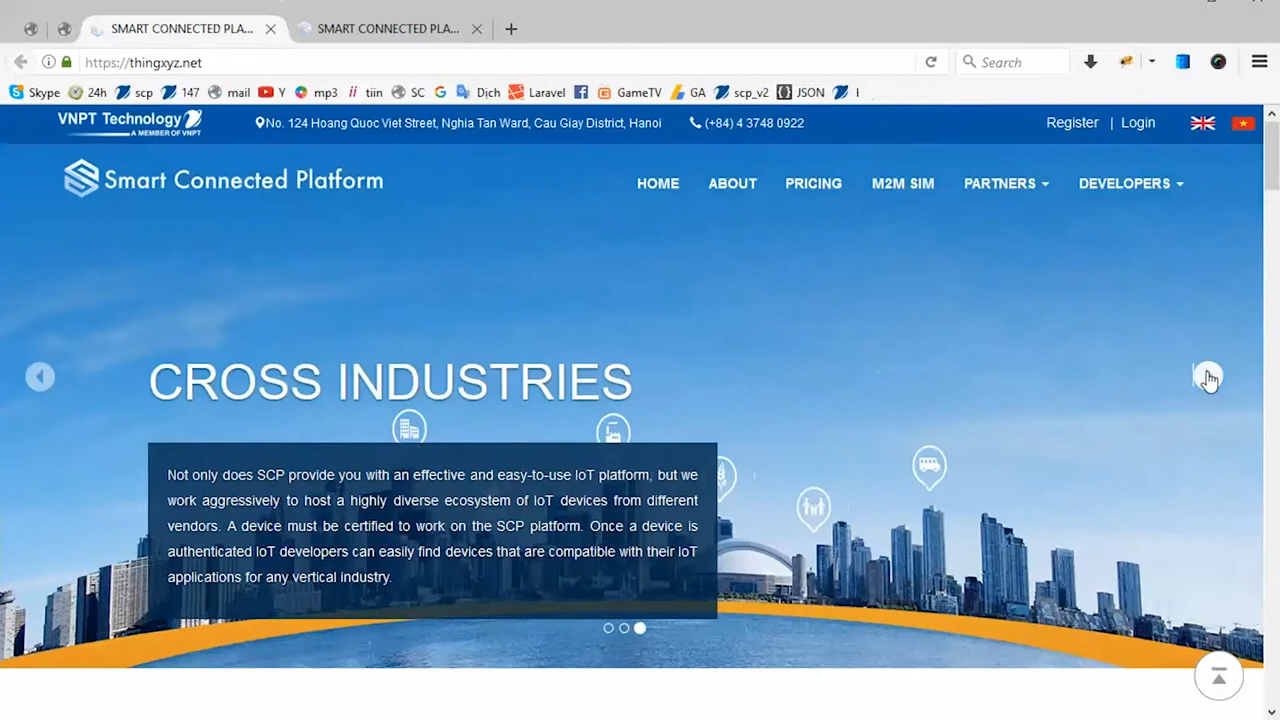 SMART CONNECTED PLA...
SMART CONNECTED PLA...
https://thingxyz.net
Search
Skype 24h scp 147 mail Y mp3 tiin SC Dịch Laravel GameTV GA scp_v2 JSON I
VNPT Technology
A MEMBER OF VNPT
No. 124 Hoang Quoc Viet Street, Nghia Tan Ward, Cau Giay District, Hanoi
(+84) 4 3748 0922
Register | Login
Smart Connected Platform
HOME ABOUT PRICING M2M SIM PARTNERS DEVELOPERS
CROSS INDUSTRIES
Not only does SCP provide you with an effective and easy-to-use IoT platform, but we
work aggressively to host a highly diverse ecosystem of IoT devices from different
vendors. A device must be certified to work on the SCP platform. Once a device is
authenticated IoT developers can easily find devices that are compatible with their IoT
applications for any vertical industry.